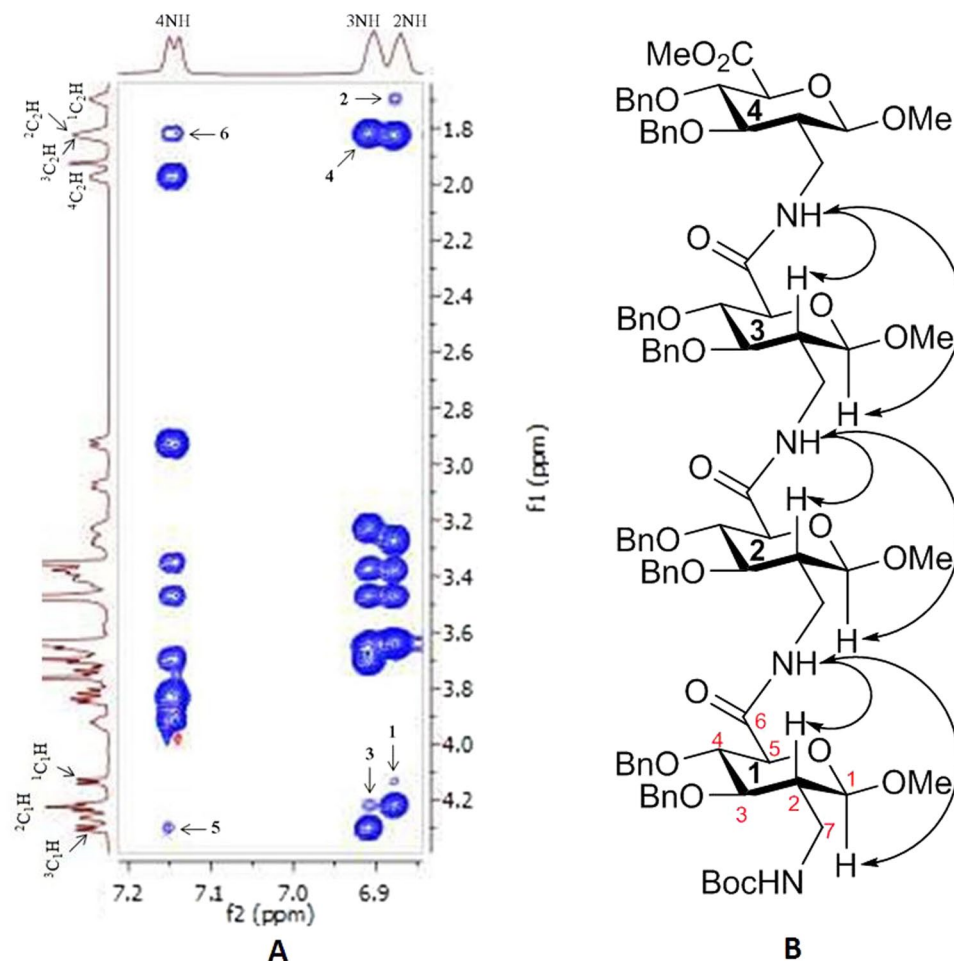 4NH 3NH 2NH
2
6
4
¹C₂H
²C₂H
³C₂H
⁴C₂H
1.8
2.0
2.2
2.4
2.6
2.8
3.0
3.2
3.4
3.6
3.8
4.0
4.2
f1 (ppm)
1
3
5
¹C₁H
²C₁H
³C₁H
7.2 7.1 7.0 6.9
f2 (ppm)
A
MeO₂C
BnO 4 O
BnO OMe
NH
O H O
BnO 3
BnO OMe
H
NH
O H O
BnO 2
BnO OMe
H
NH
O 6 H
4 5 O 1
BnO 1 OMe
BnO 3 2
7 H
BocHN
B